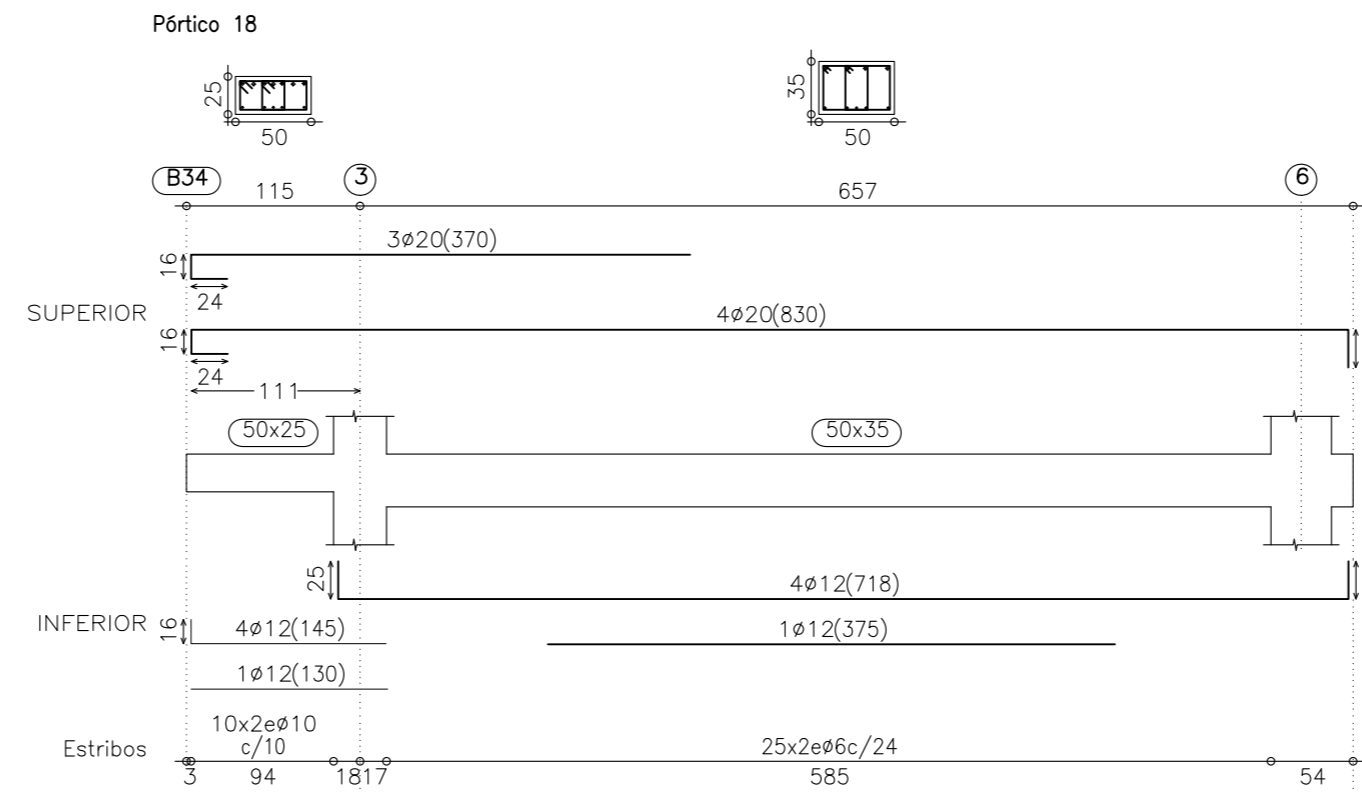 Pórtico 18
25
50
35
50
B34
115
3
657
6
3ø20(370)
16
24
SUPERIOR
4ø20(830)
16
24
111
50x25
50x35
25
4ø12(718)
INFERIOR
16
4ø12(145)
1ø12(375)
1ø12(130)
Estribos
10x2eø10
c/10
25x2eø6c/24
3 94 18 17 585 54